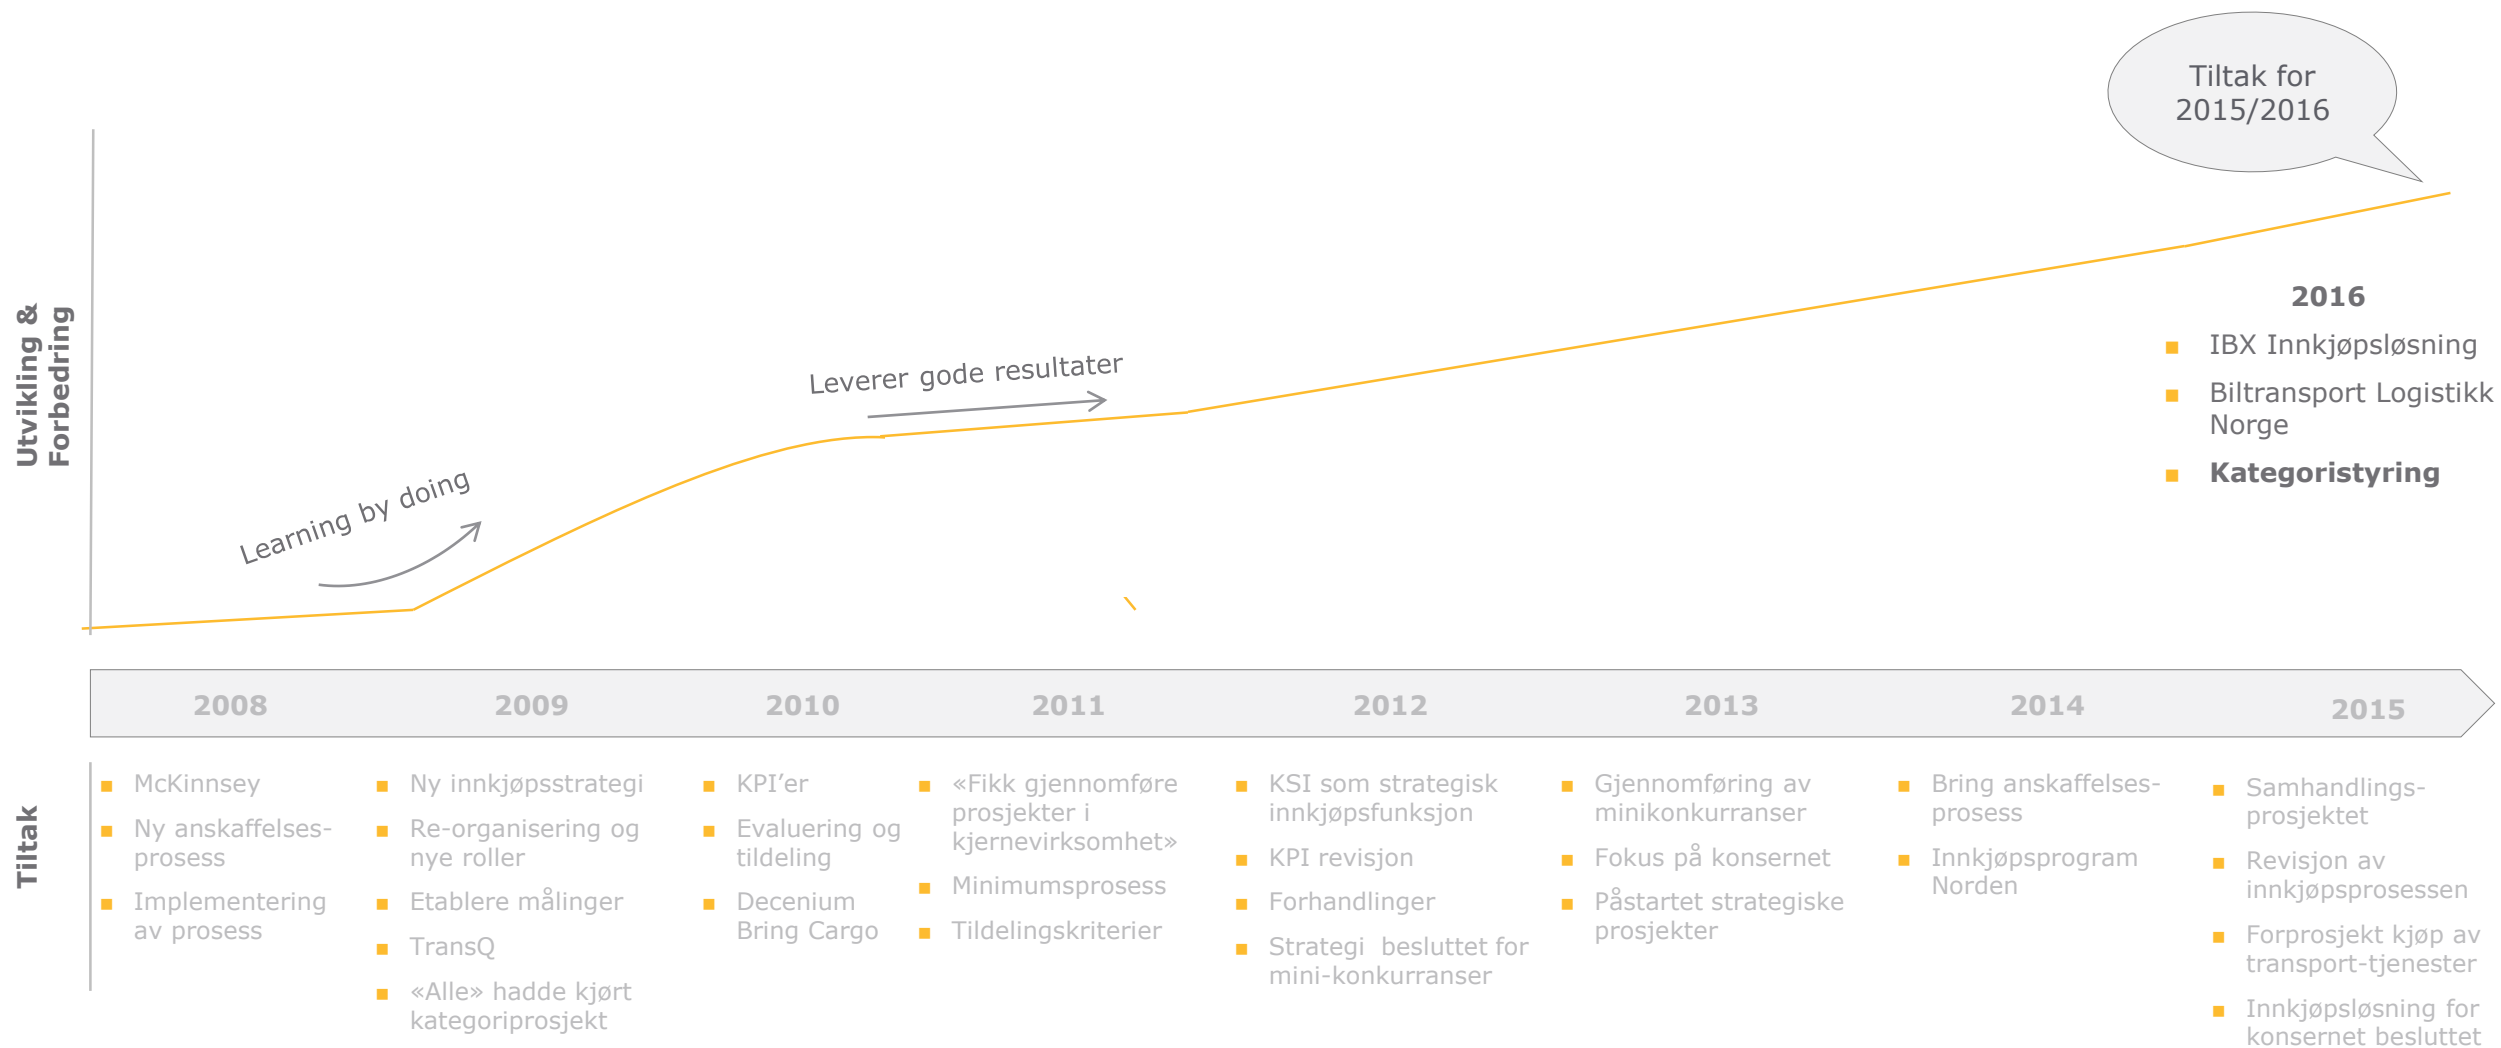 Tiltak for
2015/2016
Utvikling &
Forbedring
2016
IBX Innkjøpsløsning
Biltransport Logistikk
Norge
Kategoristyring
Leverer gode resultater
Learning by doing
2008
2009
2010
2011
2012
2013
2014
2015
Tiltak
McKinnsey
Ny anskaffelses-
prosess
Implementering
av prosess
Ny innkjøpsstrategi
Re-organisering og
nye roller
Etablere målinger
TransQ
«Alle» hadde kjørt
kategoriprosjekt
KPI’er
Evaluering og
tildeling
Decenium
Bring Cargo
«Fikk gjennomføre
prosjekter i
kjernevirksomhet»
Minimumsprosess
Tildelingskriterier
KSI som strategisk
innkjøpsfunksjon
KPI revisjon
Forhandlinger
Strategi  besluttet for
mini-konkurranser
Gjennomføring av
minikonkurranser
Fokus på konsernet
Påstartet strategiske
prosjekter
Bring anskaffelses-
prosess
Innkjøpsprogram
Norden
Samhandlings-
prosjektet
Revisjon av
innkjøpsprosessen
Forprosjekt kjøp av
transport-tjenester
Innkjøpsløsning for
konsernet besluttet